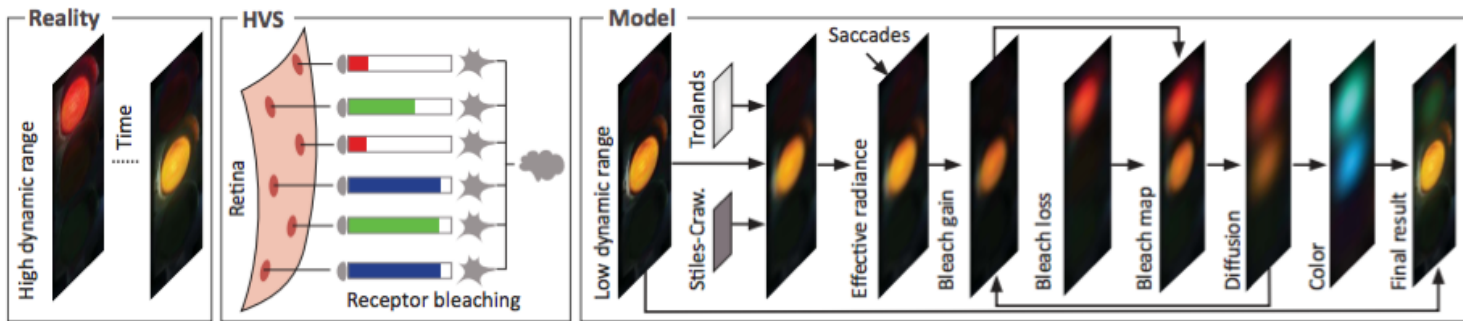 Reality
High dynamic range
Time
HVS
Retina
Receptor bleaching
Model
Low dynamic range
Trolands
Stiles-Craw.
Saccades
Effective radiance
Bleach gain
Bleach loss
Bleach map
Diffusion
Color
Final result